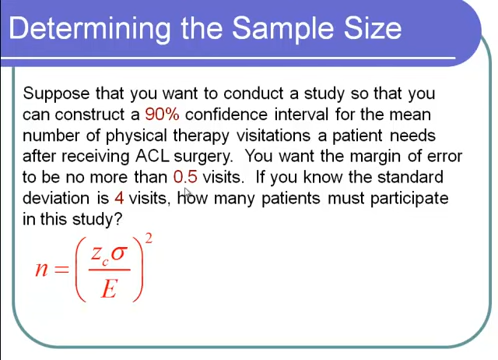 Determining the Sample Size
Suppose that you want to conduct a study so that you
can construct a 90% confidence interval for the mean
number of physical therapy visitations a patient needs
after receiving ACL surgery.  You want the margin of error
to be no more than 0.5 visits.  If you know the standard
deviation is 4 visits, how many patients must participate
in this study?
n = (z_c σ / E)^2